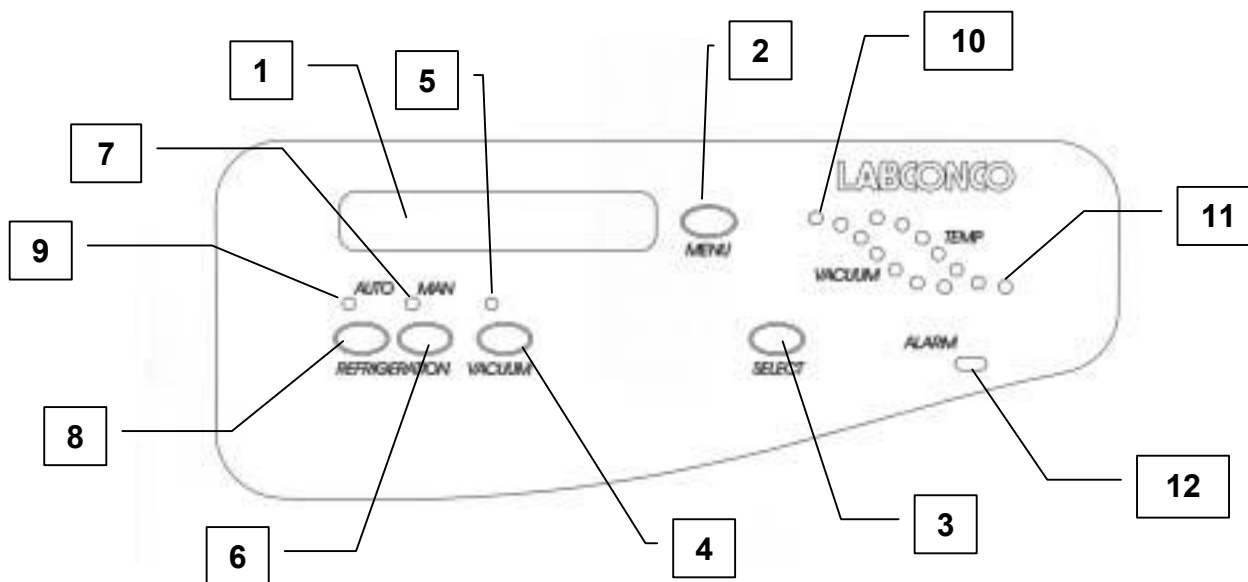 10
2
1
5
7
LABCONCO
11
TEMP
MENU
9
VACUUM
AUTO MAN
ALARM
REFRIGERATION VACUUM
SELECT
8
12
3
6
4